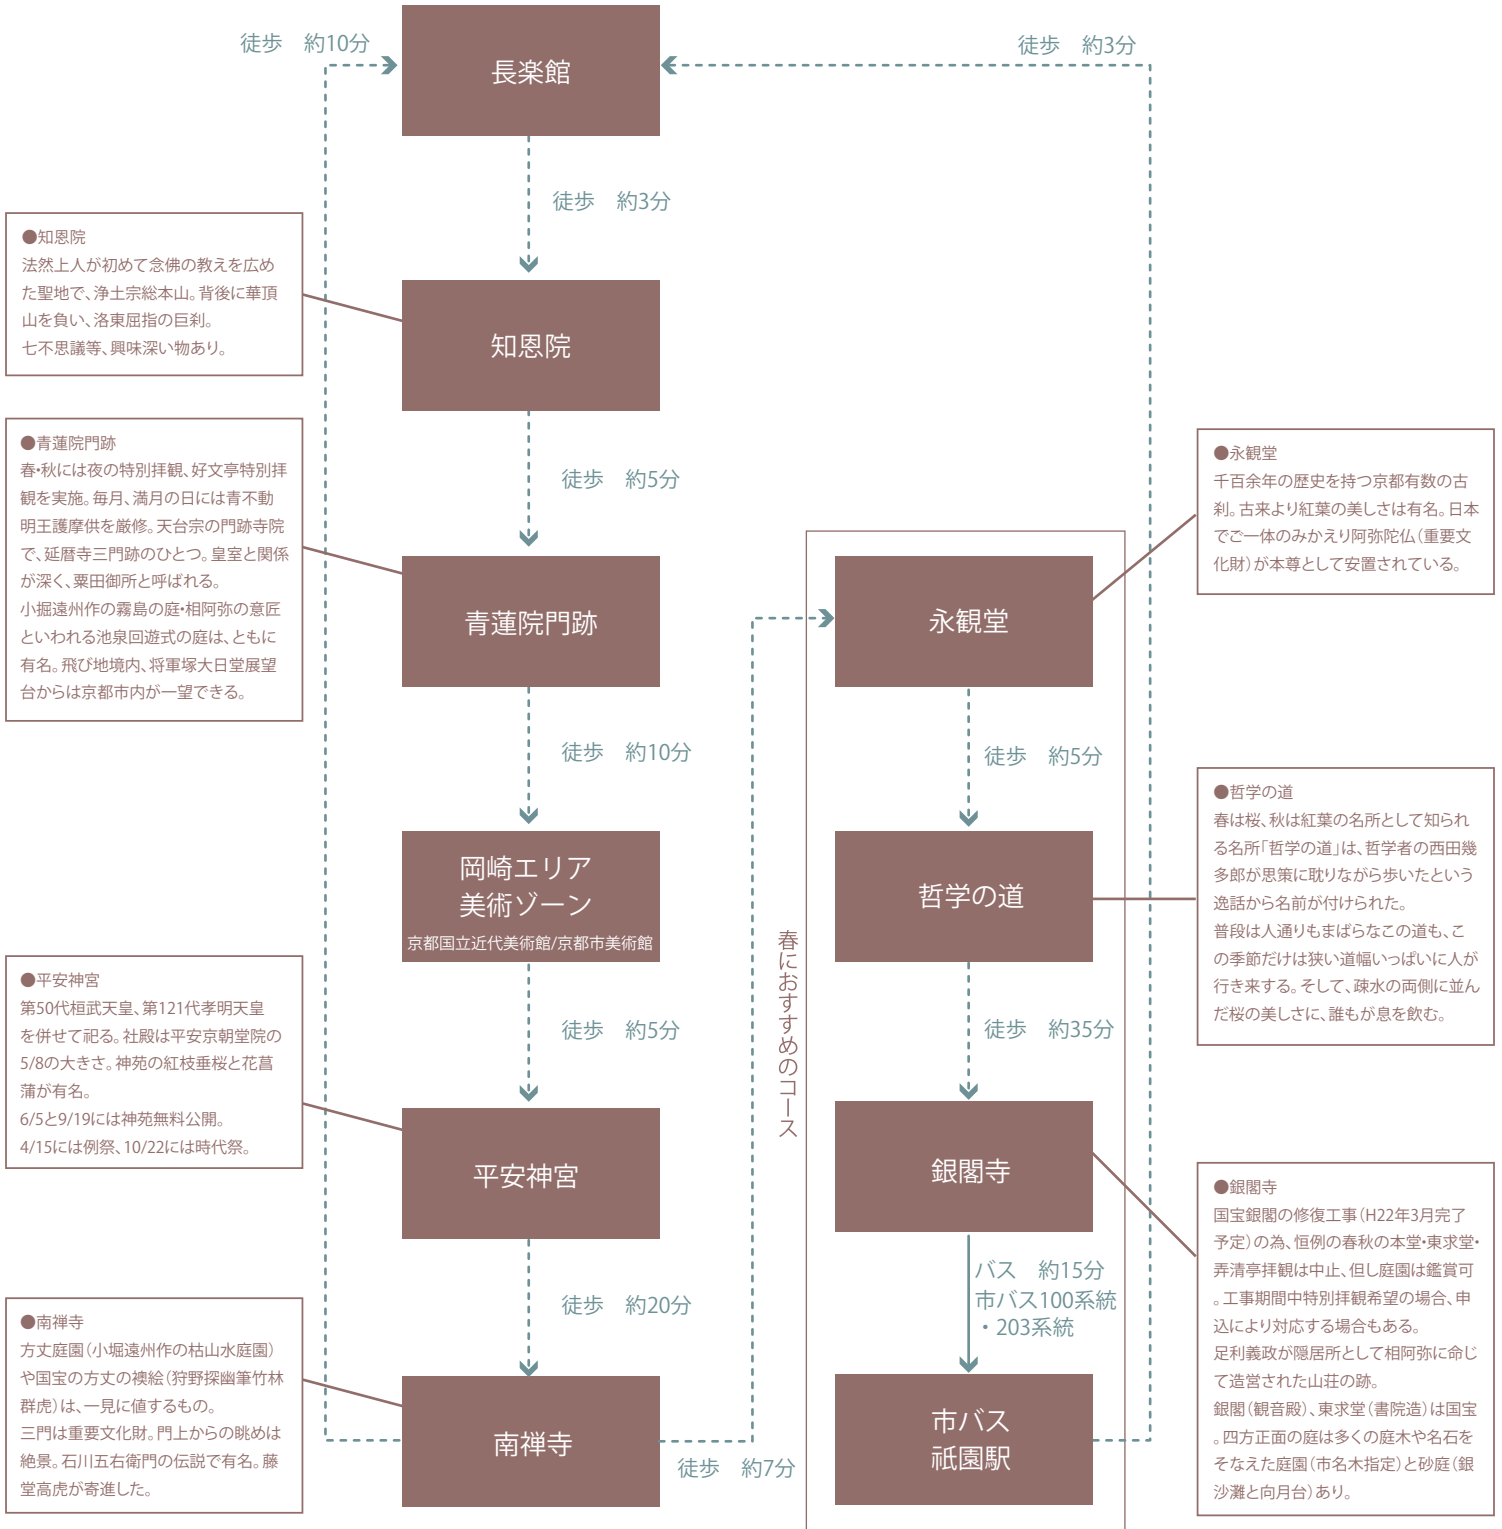 徒歩　約10分
長楽館
徒歩　約3分
徒歩　約3分
●知恩院
法然上人が初めて念佛の教えを広め
た聖地で、浄土宗総本山。背後に華頂
山を負い、洛東屈指の巨刹。
七不思議等、興味深い物あり。
知恩院
徒歩　約5分
●青蓮院門跡
春・秋には夜の特別拝観、好文亭特別拝
観を実施。毎月、満月の日には青不動
明王護摩供を厳修。天台宗の門跡寺院
で、延暦寺三門跡のひとつ。皇室と関係
が深く、粟田御所と呼ばれる。
小掘遠州作の霧島の庭・相阿弥の意匠
といわれる池泉回遊式の庭は、ともに
有名。飛び地境内、将軍塚大日堂展望
台からは京都市内が一望できる。
青蓮院門跡
徒歩　約10分
岡崎エリア
美術ゾーン
京都国立近代美術館/京都市美術館
徒歩　約5分
●平安神宮
第50代桓武天皇、第121代孝明天皇
を併せて祀る。社殿は平安京朝堂院の
5/8の大きさ。神苑の紅枝垂桜と花菖
蒲が有名。
6/5と9/19には神苑無料公開。
4/15には例祭、10/22には時代祭。
平安神宮
徒歩　約20分
●南禅寺
方丈庭園（小堀遠州作の枯山水庭園）
や国宝の方丈の襖絵（狩野探幽筆竹林
群虎）は、一見に値するもの。
三門は重要文化財。門上からの眺めは
絶景。石川五右衛門の伝説で有名。藤
堂高虎が寄進した。
南禅寺
徒歩　約7分
春におすすめのコース
●永観堂
千百余年の歴史を持つ京都有数の古
刹。古来より紅葉の美しさは有名。日本
でご一体のみかえり阿弥陀仏（重要文
化財）が本尊として安置されている。
永観堂
徒歩　約5分
●哲学の道
春は桜、秋は紅葉の名所として知られ
る名所「哲学の道」は、哲学者の西田幾
多郎が思策に耽りながら歩いたという
逸話から名前が付けられた。
普段は人通りもまばらなこの道も、こ
の季節だけは狭い道幅いっぱいに人が
行き来する。そして、疎水の両側に並ん
だ桜の美しさに、誰もが息を飲む。
哲学の道
徒歩　約35分
銀閣寺
●銀閣寺
国宝銀閣の修復工事（H22年3月完了
予定）の為、恒例の春秋の本堂・東求堂・
弄清亭拝観は中止、但し庭園は鑑賞可
。工事期間中特別拝観希望の場合、申
込により対応する場合もある。
足利義政が隠居所として相阿弥に命じ
て造営された山荘の跡。
銀閣（観音殿）、東求堂（書院造）は国宝
。四方正面の庭は多くの庭木や名石を
そなえた庭園（市名木指定）と砂庭（銀
沙灘と向月台）あり。
バス　約15分
市バス100系統
・203系統
市バス
祇園駅